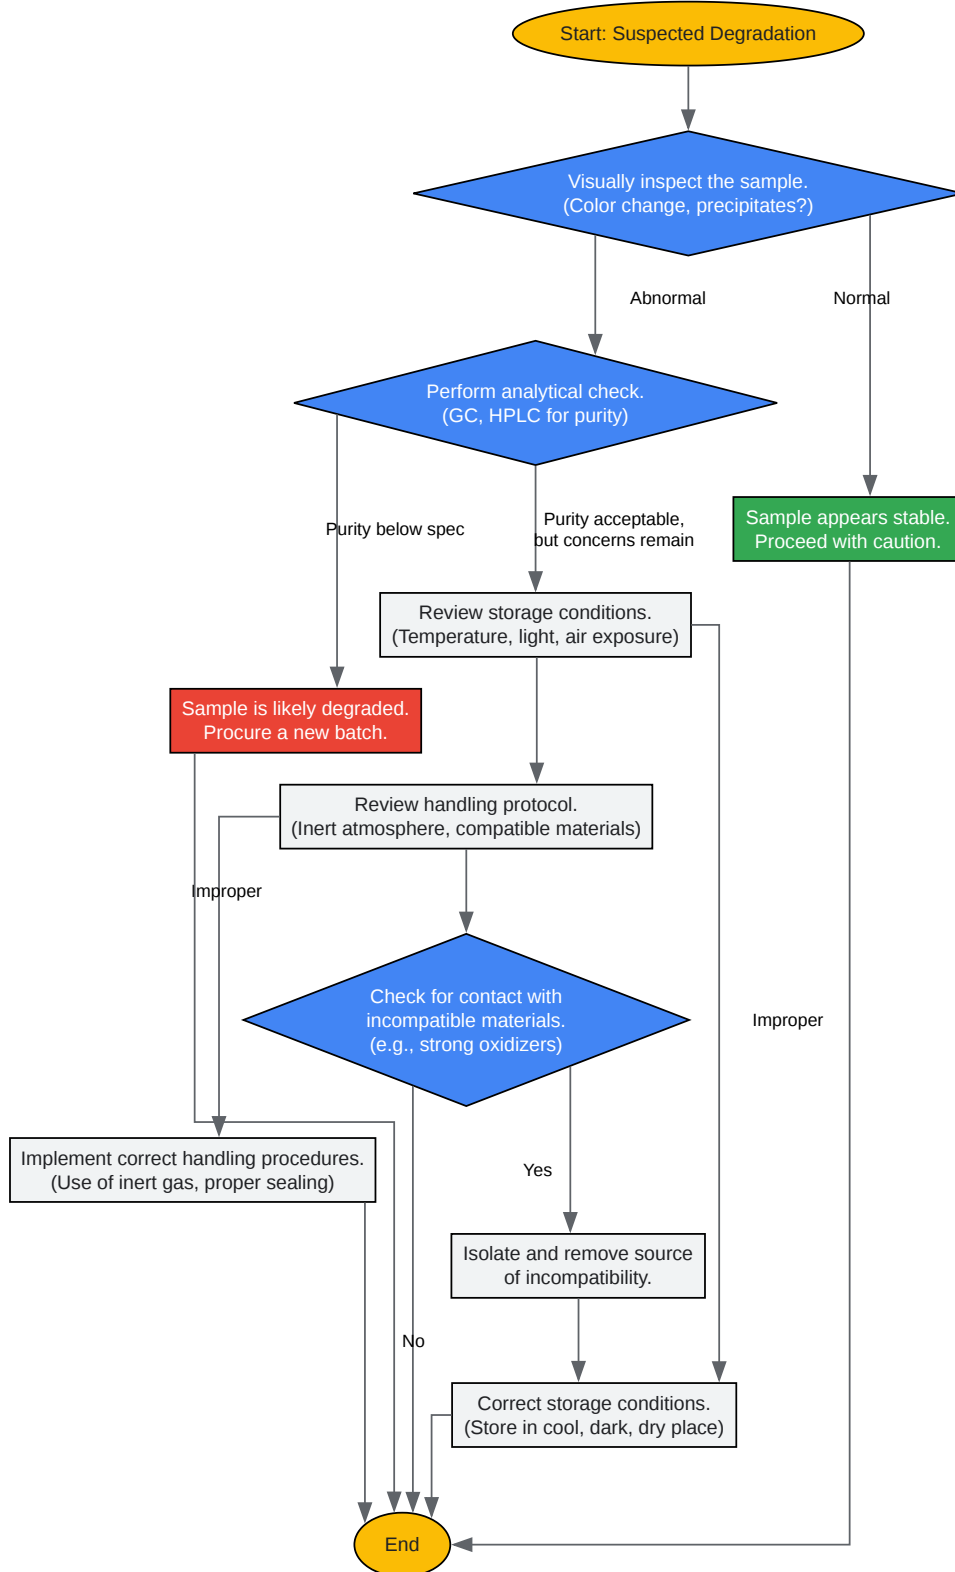 Start: Suspected Degradation
Visually inspect the sample.
(Color change, precipitates?)
Abnormal
Normal
Perform analytical check.
(GC, HPLC for purity)
Purity below spec
Purity acceptable,
but concerns remain
Sample appears stable.
Proceed with caution.
Review storage conditions.
(Temperature, light, air exposure)
Sample is likely degraded.
Procure a new batch.
Review handling protocol.
(Inert atmosphere, compatible materials)
Improper
Check for contact with
incompatible materials.
(e.g., strong oxidizers)
Improper
Implement correct handling procedures.
(Use of inert gas, proper sealing)
Yes
Isolate and remove source
of incompatibility.
No
Correct storage conditions.
(Store in cool, dark, dry place)
End